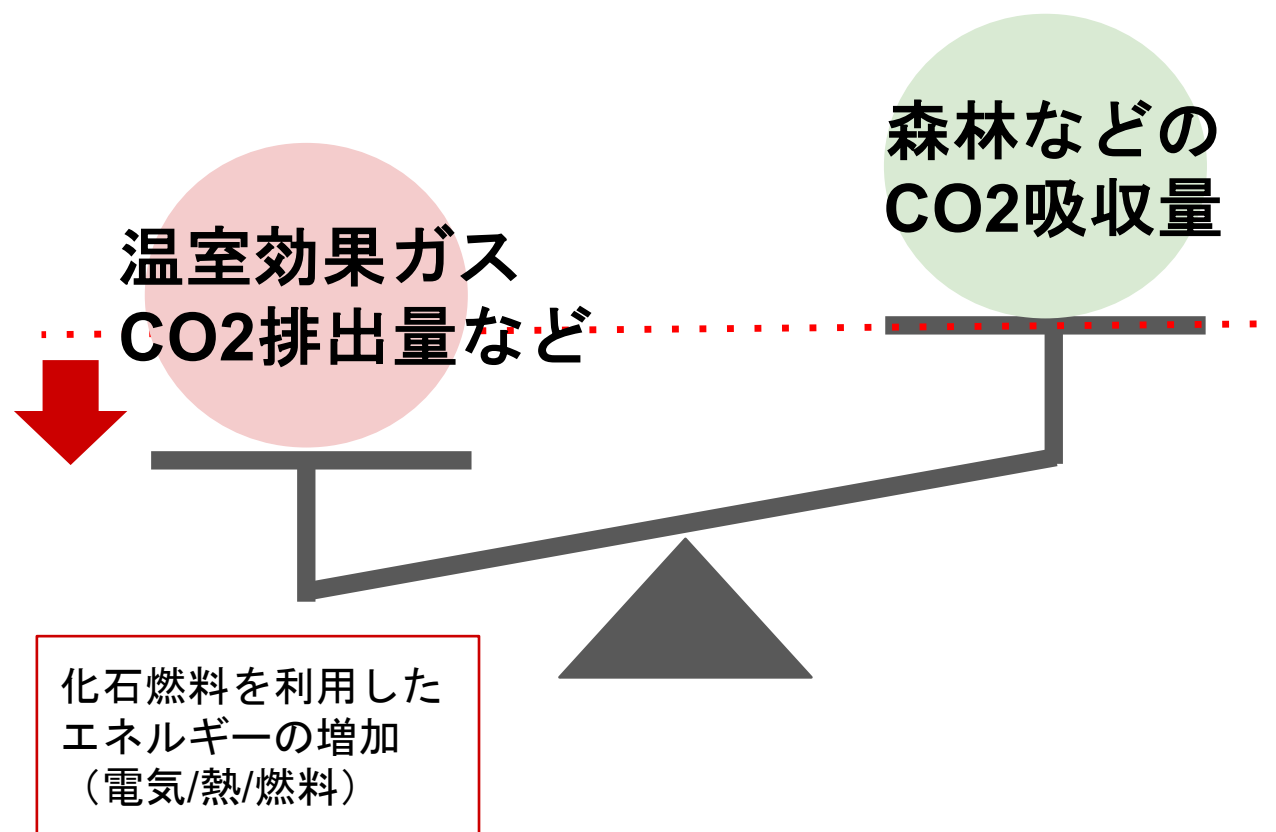 森林などの
CO2吸収量
温室効果ガス
CO2排出量など
化石燃料を利用した
エネルギーの増加
（電気/熱/燃料）